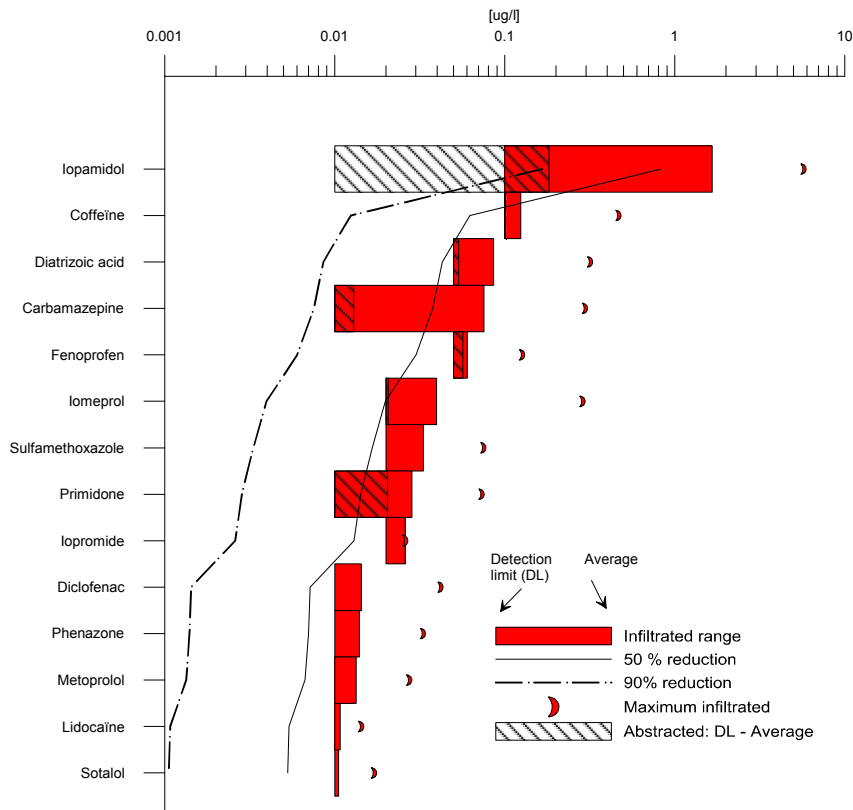 [ug/l]
0.001 0.01 0.1 1 10
Iopamidol
Coffeïne
Diatrizoic acid
Carbamazepine
Fenoprofen
Iomeprol
Sulfamethoxazole
Primidone
Iopromide
Diclofenac
Phenazone
Metoprolol
Lidocaïne
Sotalol
Detection
limit (DL)
Average
Infiltrated range
50 % reduction
90% reduction
Maximum infiltrated
Abstracted: DL - Average